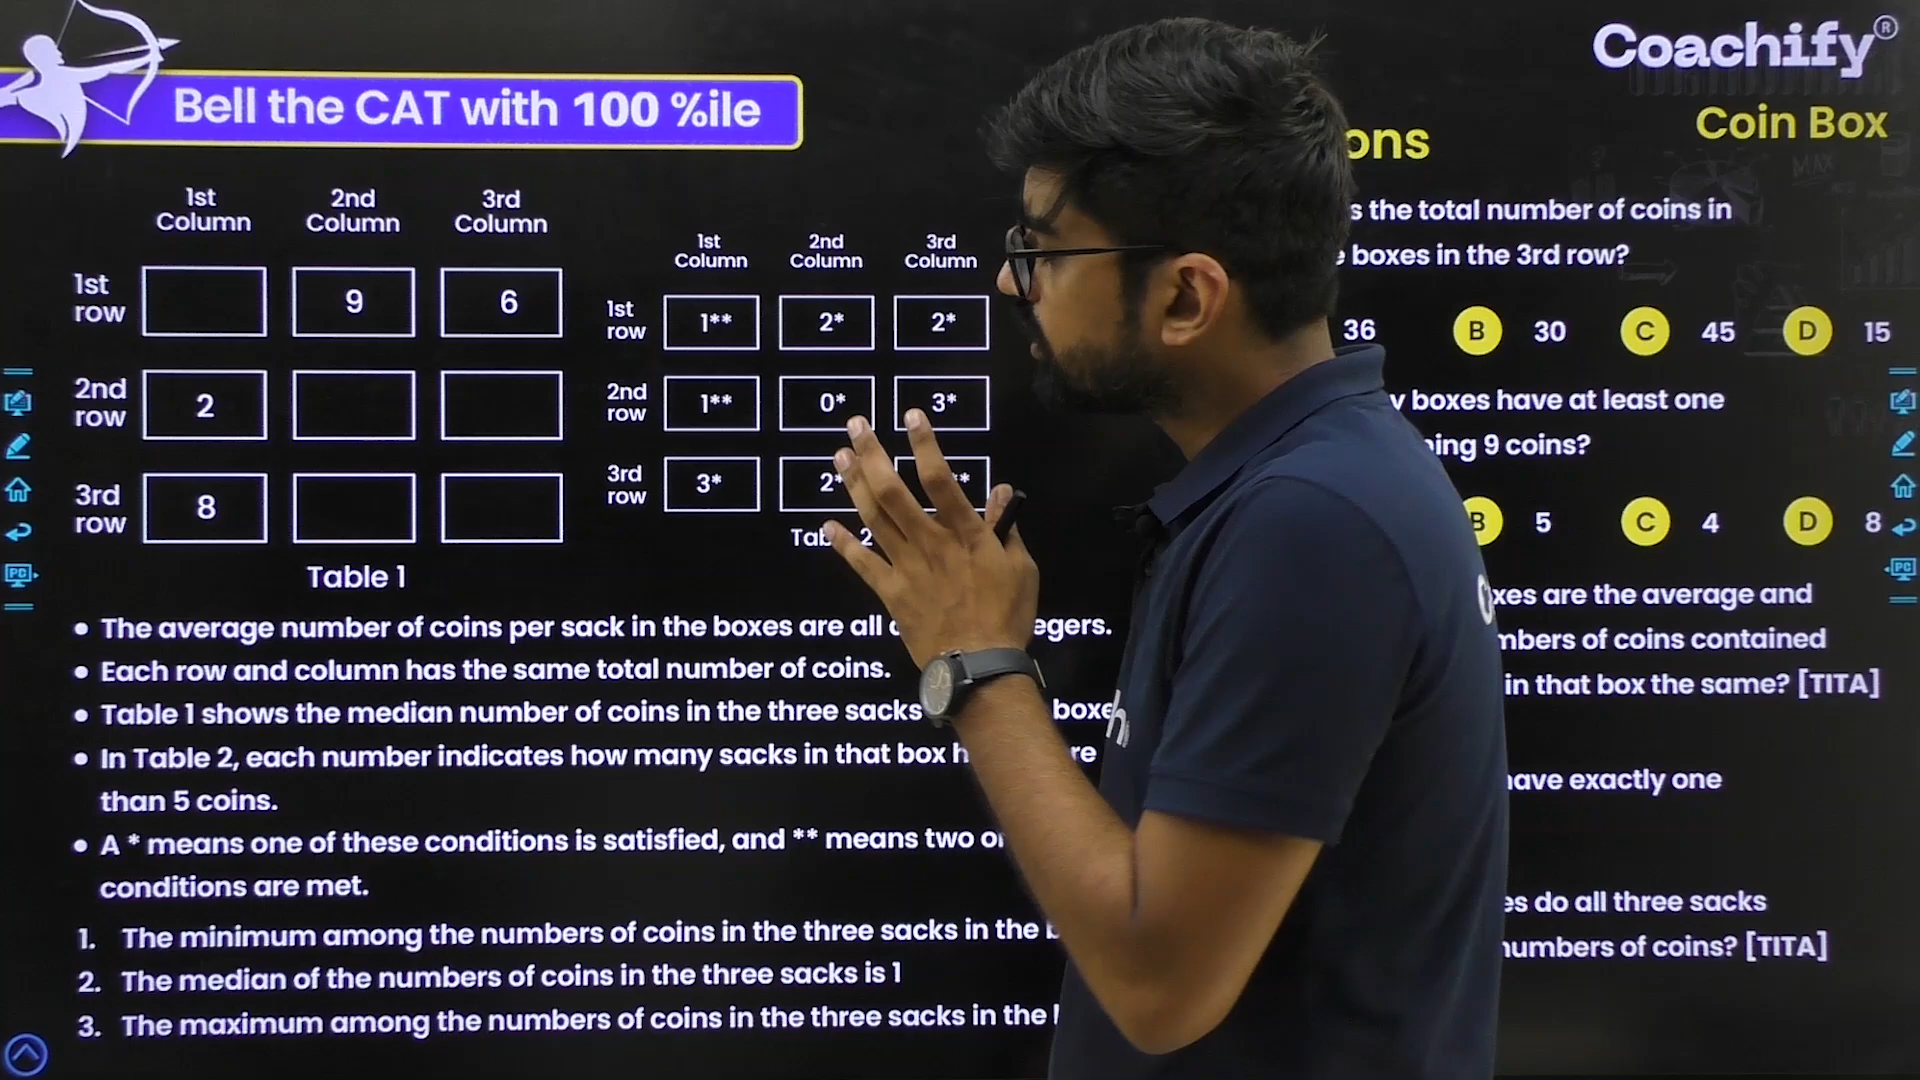 Bell the CAT with 100 %ile
Coachify®
Coin Box
1st Column 2nd Column 3rd Column
1st row 9 6
2nd row 2
3rd row 8
Table 1
1st Column 2nd Column 3rd Column
1st row 1** 2* 2*
2nd row 1** 0* 3*
3rd row 3* 2*
2
MAX
The average number of coins per sack in the boxes are all
• Each row and column has the same total number of coins.
• Table 1 shows the median number of coins in the three sacks
• In Table 2, each number indicates how many sacks in that box
than 5 coins.
• A * means one of these conditions is satisfied, and ** means two
conditions are met.
1. The minimum among the numbers of coins in the three sacks in the
2. The median of the numbers of coins in the three sacks is 1
3. The maximum among the numbers of coins in the three sacks in the
the total number of coins in
boxes in the 3rd row?
36 B 30 C 45 D 15
boxes have at least one
9 coins?
B 5 C 4 D 8
are the average and
of coins contained
in that box the same? [TITA]
have exactly one
do all three sacks
numbers of coins? [TITA]
PC
PC